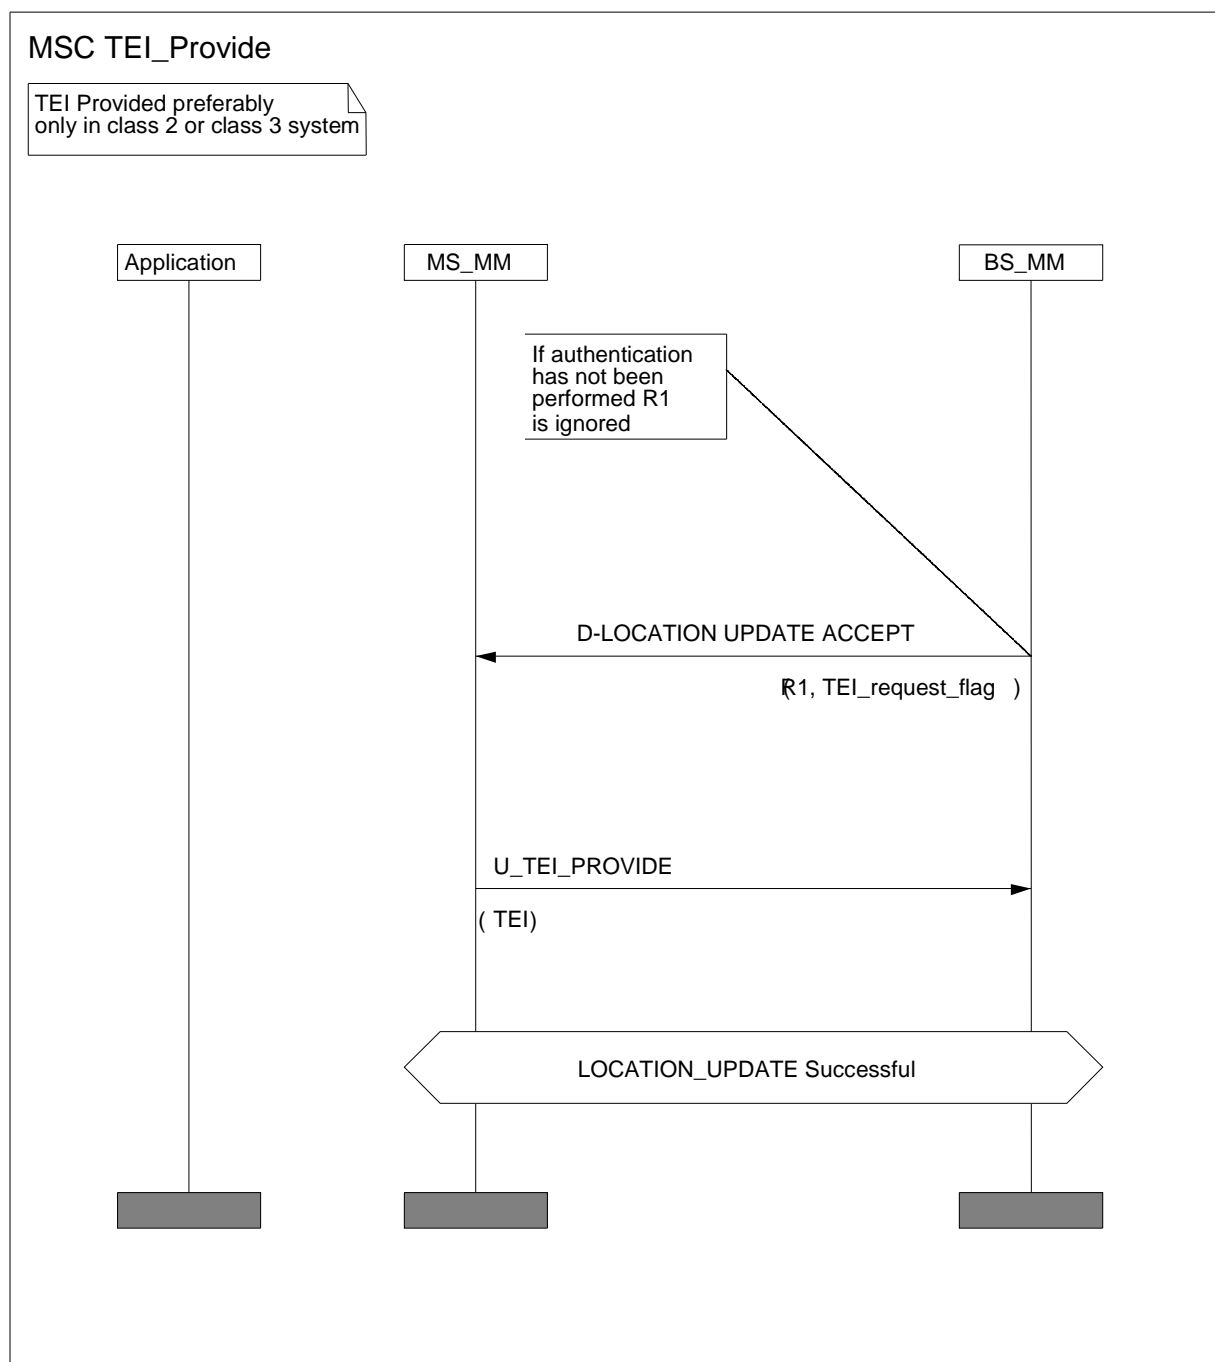 MSC TEI_Provide
TEI Provided preferably
only in class 2 or class 3 system
Application
MS_MM
BS_MM
If authentication
has not been
performed R1
is ignored
D-LOCATION UPDATE ACCEPT
(R1, TEI_request_flag )
U_TEI_PROVIDE
( TEI)
LOCATION_UPDATE Successful